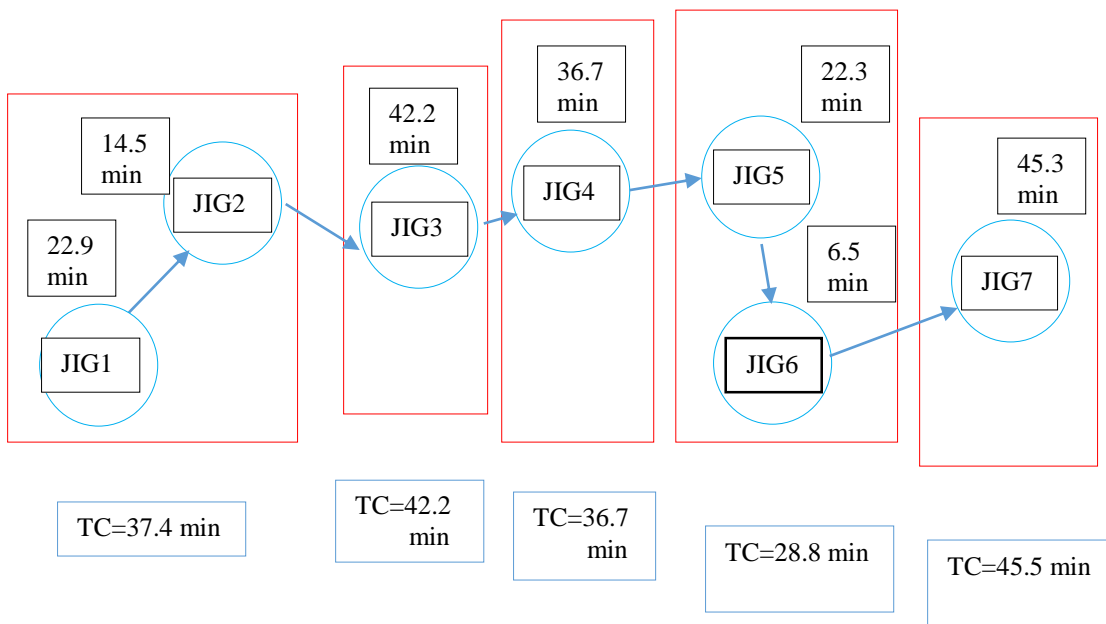 22.9
min
JIG1
14.5
min
JIG2
42.2
min
JIG3
36.7
min
JIG4
22.3
min
JIG5
6.5
min
JIG6
45.3
min
JIG7
TC=37.4 min
TC=42.2
min
TC=36.7
min
TC=28.8 min
TC=45.5 min